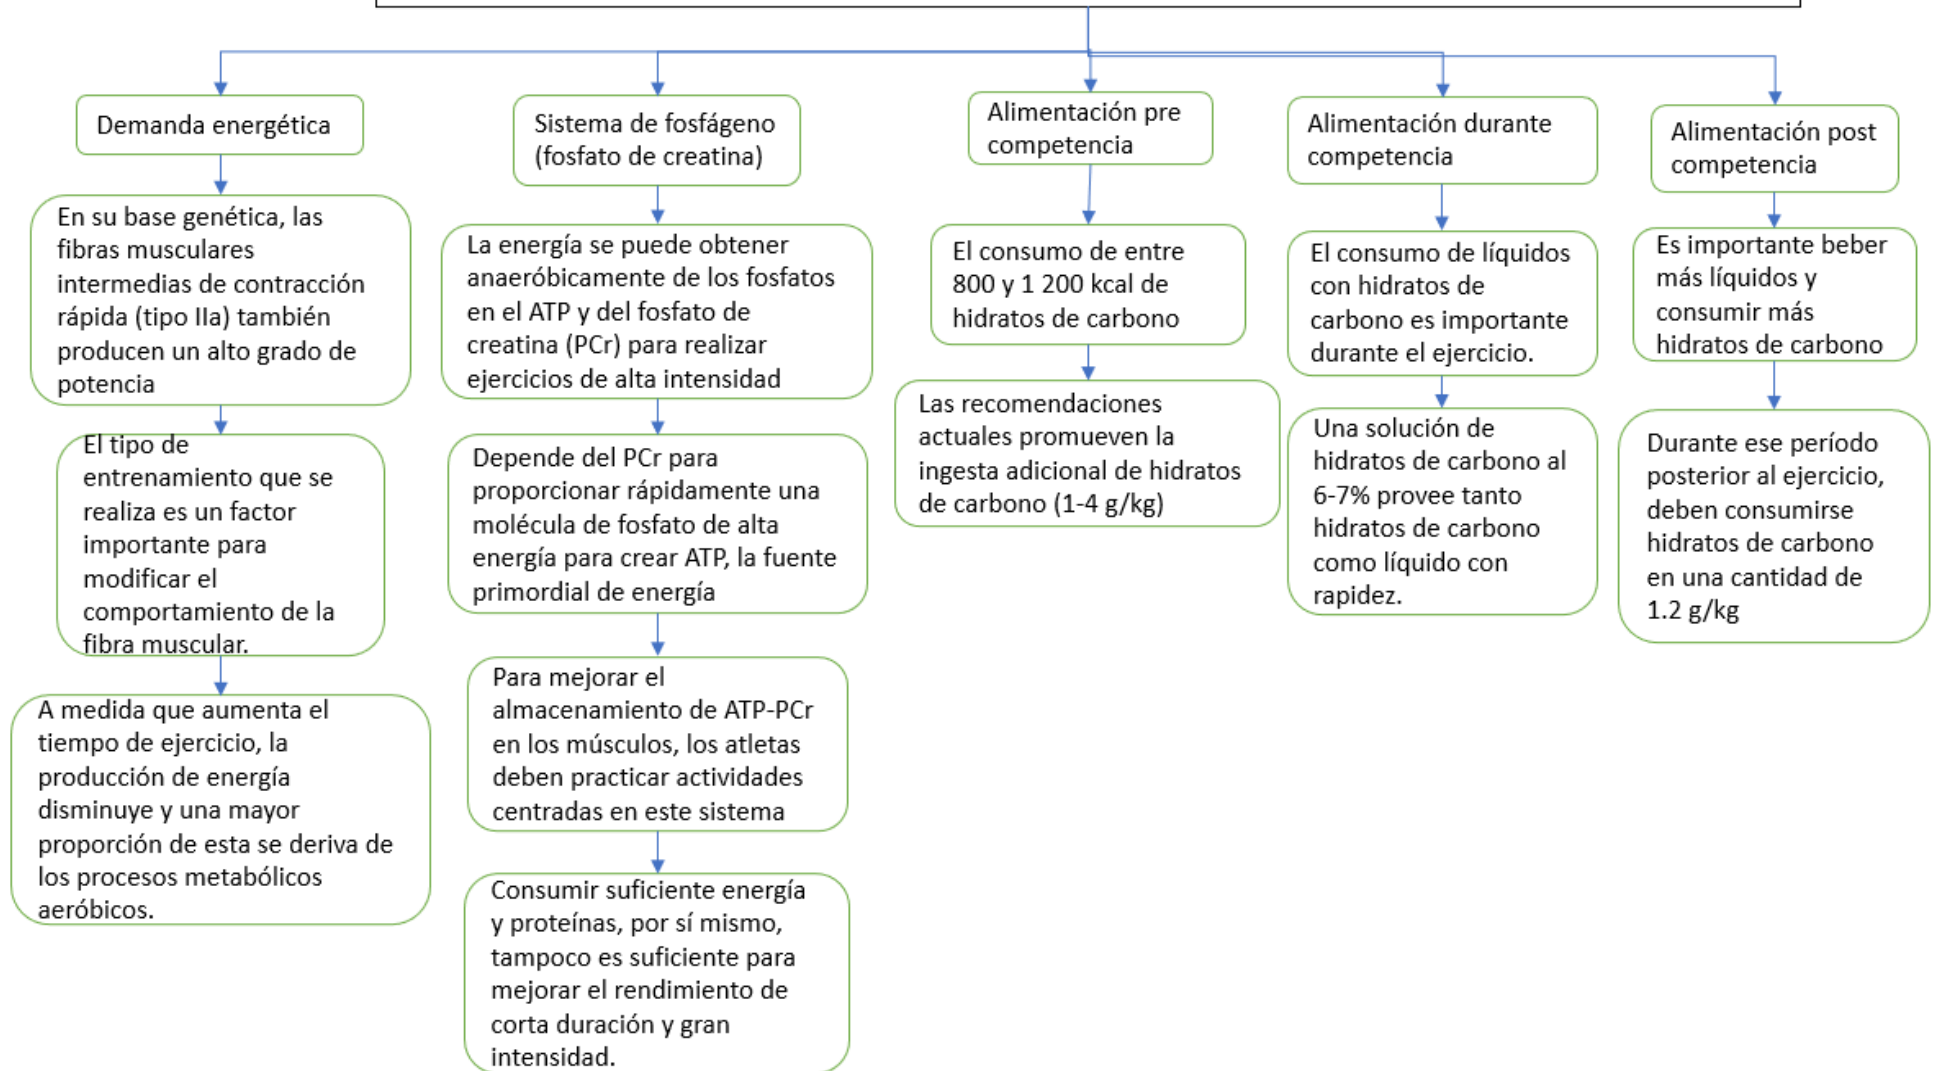 Demanda energética
En su base genética, las
fibras musculares
intermedias de contracción
rápida (tipo IIa) también
producen un alto grado de
potencia
El tipo de
entrenamiento que se
realiza es un factor
importante para
modificar el
comportamiento de la
fibra muscular.
A medida que aumenta el
tiempo de ejercicio, la
producción de energía
disminuye y una mayor
proporción de esta se deriva de
los procesos metabólicos
aeróbicos.
Sistema de fosfágeno
(fosfato de creatina)
La energía se puede obtener
anaeróbicamente de los fosfatos
en el ATP y del fosfato de
creatina (PCr) para realizar
ejercicios de alta intensidad
Depende del PCr para
proporcionar rápidamente una
molécula de fosfato de alta
energía para crear ATP, la fuente
primordial de energía
Para mejorar el
almacenamiento de ATP-PCr
en los músculos, los atletas
deben practicar actividades
centradas en este sistema
Consumir suficiente energía
y proteínas, por sí mismo,
tampoco es suficiente para
mejorar el rendimiento de
corta duración y gran
intensidad.
Alimentación pre
competencia
El consumo de entre
800 y 1 200 kcal de
hidratos de carbono
Las recomendaciones
actuales promueven la
ingesta adicional de hidratos
de carbono (1-4 g/kg)
Alimentación durante
competencia
El consumo de líquidos
con hidratos de
carbono es importante
durante el ejercicio.
Una solución de
hidratos de carbono al
6-7% provee tanto
hidratos de carbono
como líquido con
rapidez.
Alimentación post
competencia
Es importante beber
más líquidos y
consumir más
hidratos de carbono
Durante ese período
posterior al ejercicio,
deben consumirse
hidratos de carbono
en una cantidad de
1.2 g/kg